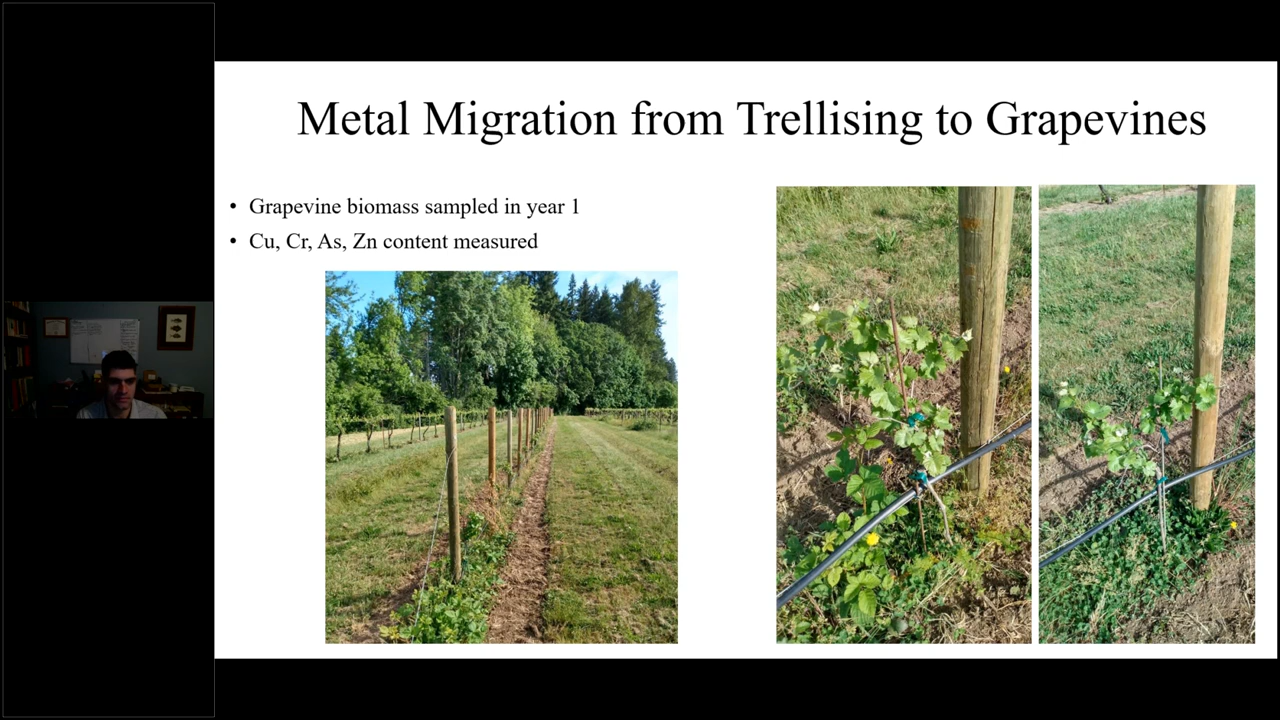 Metal Migration from Trellising to Grapevines
• Grapevine biomass sampled in year 1
• Cu, Cr, As, Zn content measured